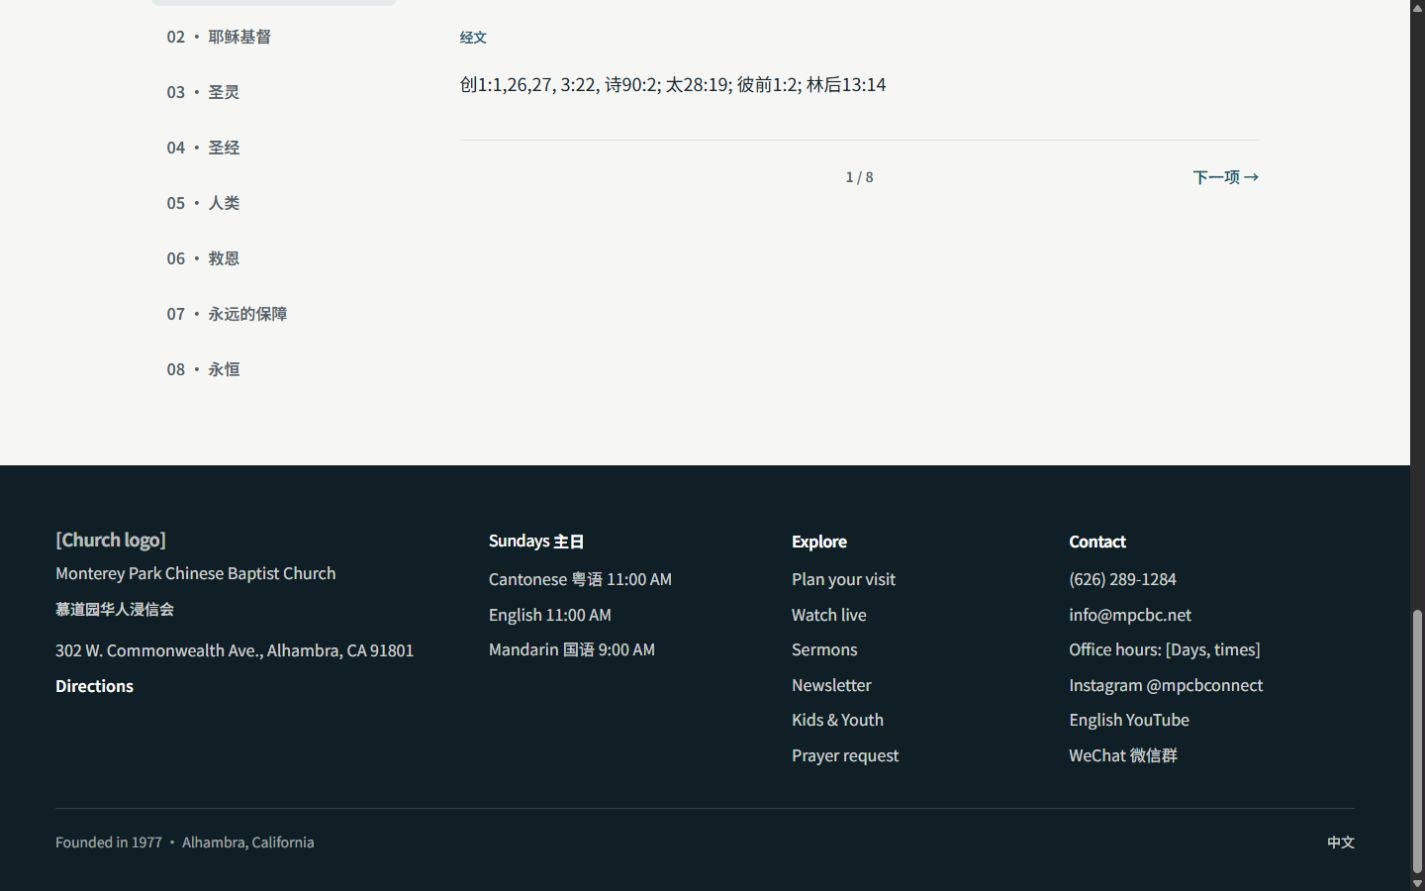 02 • 耶稣基督
03 • 圣灵
04 • 圣经
05 • 人类
06 • 救恩
07 • 永远的保障
08 • 永恒
经文
创1:1,26,27, 3:22, 诗90:2; 太28:19; 彼前1:2; 林后13:14
1 / 8
下一项 →
[Church logo]
Monterey Park Chinese Baptist Church
慕道园华人浸信会
302 W. Commonwealth Ave., Alhambra, CA 91801
Directions
Sundays 主日
Cantonese 粤语 11:00 AM
English 11:00 AM
Mandarin 国语 9:00 AM
Explore
Plan your visit
Watch live
Sermons
Newsletter
Kids & Youth
Prayer request
Contact
(626) 289-1284
info@mpcbc.net
Office hours: [Days, times]
Instagram @mpcbconnect
English YouTube
WeChat 微信群
Founded in 1977 • Alhambra, California
中文